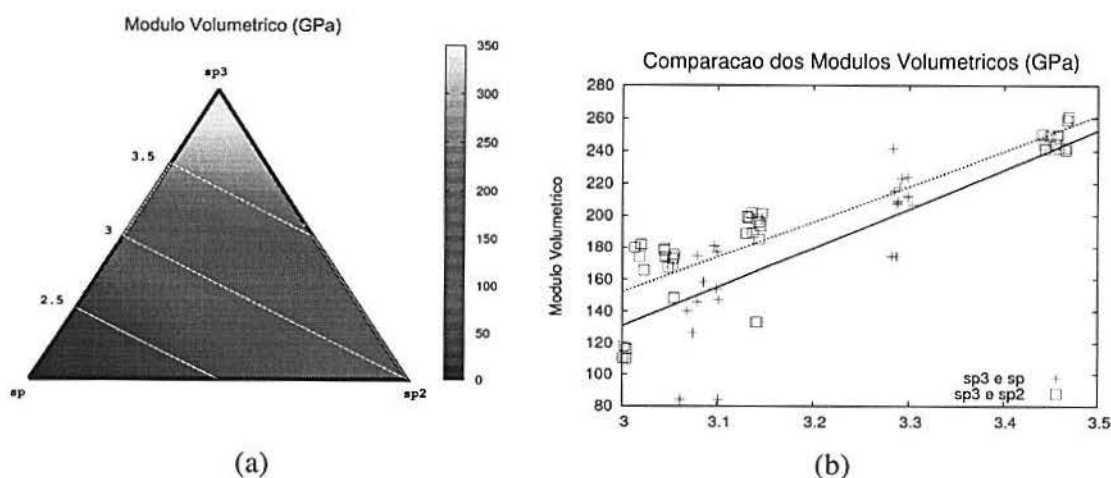 Modulo Volumetrico (GPa)
sp3
3.5
3
2.5
sp
sp2
350
300
250
200
150
100
50
0
(a)
Comparacao dos Modulos Volumetricos (GPa)
Modulo Volumetrico
280
260
240
220
200
180
160
140
120
100
80
sp3 e sp
sp3 e sp2
3
3.1
3.2
3.3
3.4
3.5
(b)